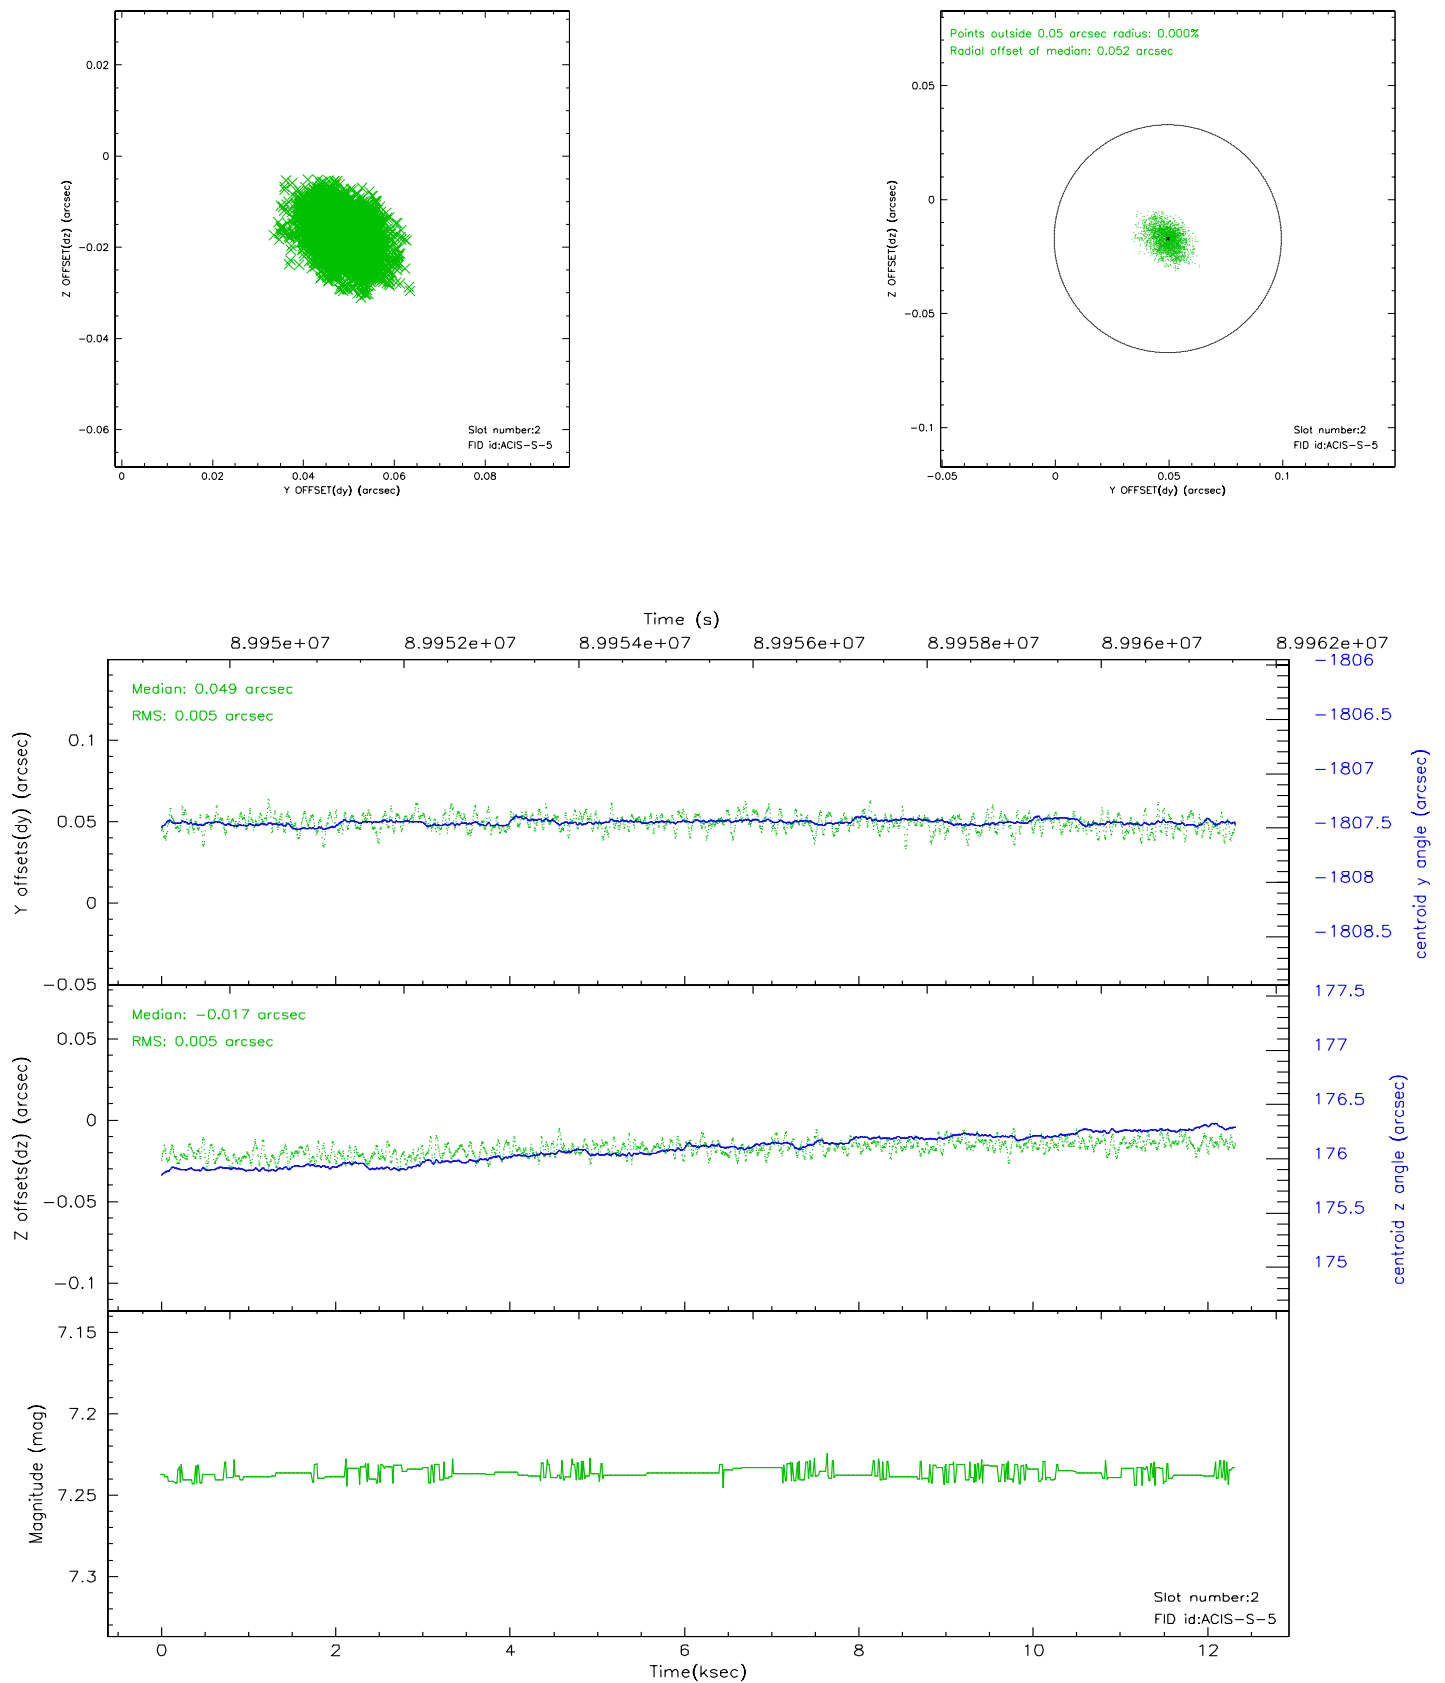 0.02
0
−0.02
−0.04
−0.06
Z OFFSET(dz) (arcsec)
0
0.02
0.04
0.06
0.08
Y OFFSET(dy) (arcsec)
Slot number:2
FID id:ACIS−S−5
Points outside 0.05 arcsec radius: 0.000%
Radial offset of median: 0.052 arcsec
0.05
0
−0.05
−0.1
Z OFFSET(dz) (arcsec)
−0.05
0
0.05
0.1
Y OFFSET(dy) (arcsec)
Slot number:2
FID id:ACIS−S−5
Time (s)
8.995e+07
8.9952e+07
8.9954e+07
8.9956e+07
8.9958e+07
8.996e+07
8.9962e+07
Median: 0.049 arcsec
RMS: 0.005 arcsec
0.1
0.05
0
−0.05
Y offsets(dy) (arcsec)
−1806
−1806.5
−1807
−1807.5
−1808
−1808.5
centroid y angle (arcsec)
Median: −0.017 arcsec
RMS: 0.005 arcsec
0.05
0
−0.05
−0.1
Z offsets(dz) (arcsec)
177.5
177
176.5
176
175.5
175
centroid z angle (arcsec)
7.15
7.2
7.25
7.3
Magnitude (mag)
Slot number:2
FID id:ACIS−S−5
0
2
4
6
8
10
12
Time(ksec)